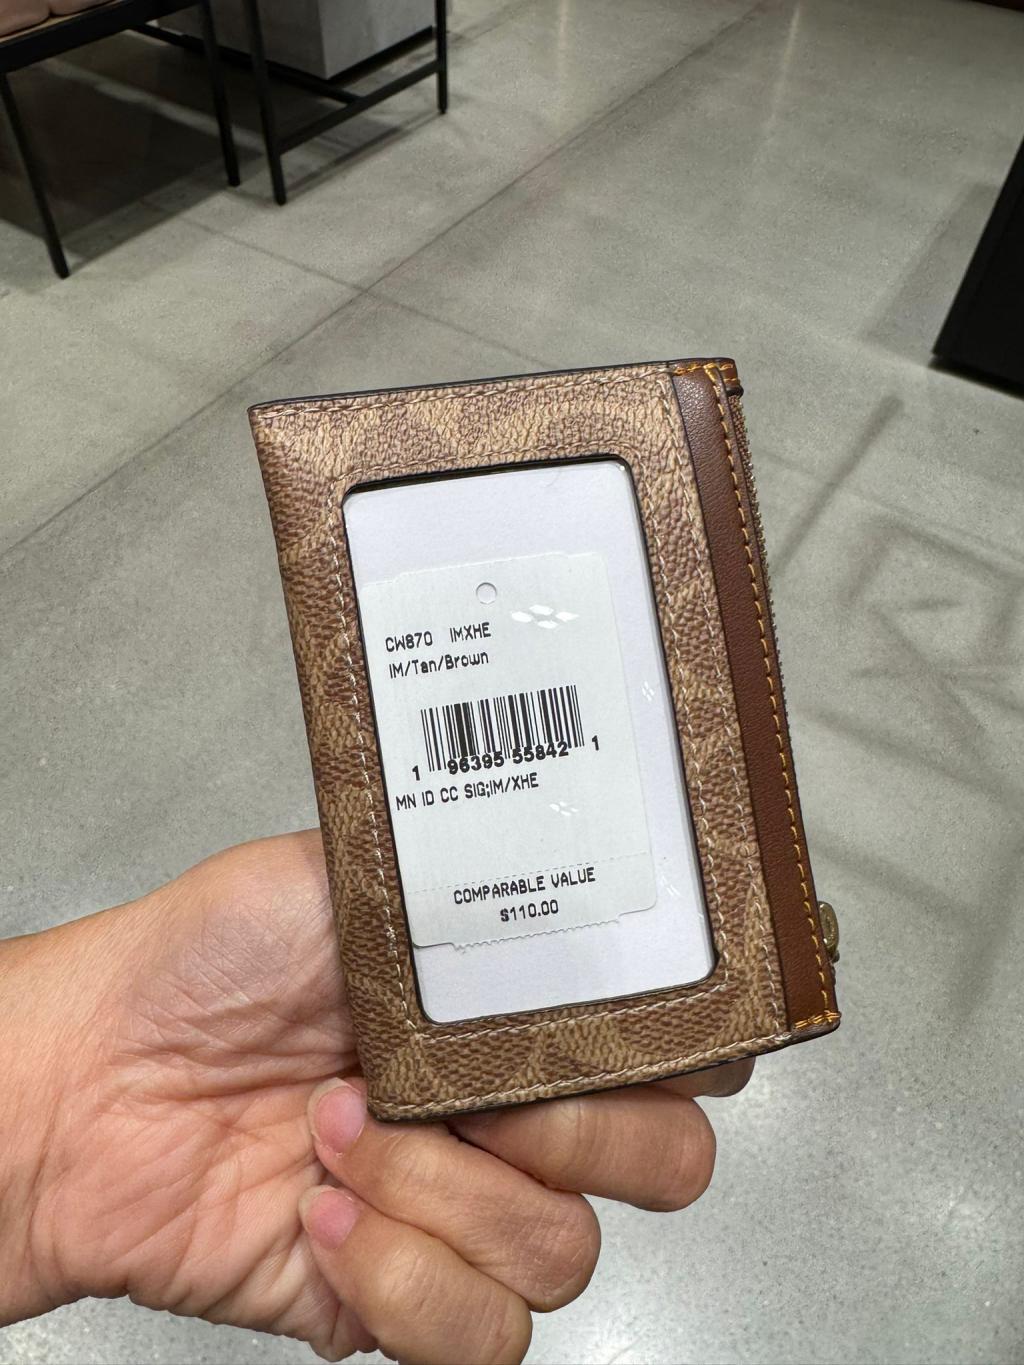 CW870 IMXHE
IM/Tan/Brown
1 96395 55842 1
MN ID CC SIG;IM/XHE
COMPARABLE VALUE
$110.00